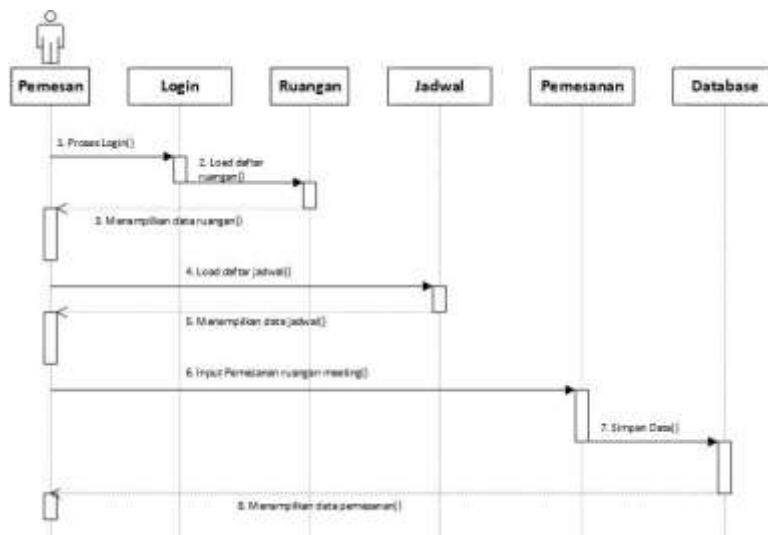 Pemesan
Login
Ruangan
Jadwal
Pemesanan
Database
1. Proses Login()
2. Load daftar
ruangan()
3. Menampilkan data ruangan()
4. Load daftar jadwal()
5. Menampilkan data jadwal()
6. Input Pemesanan ruangan meeting()
7. Simpan Data()
8. Menampilkan data pemesanan()